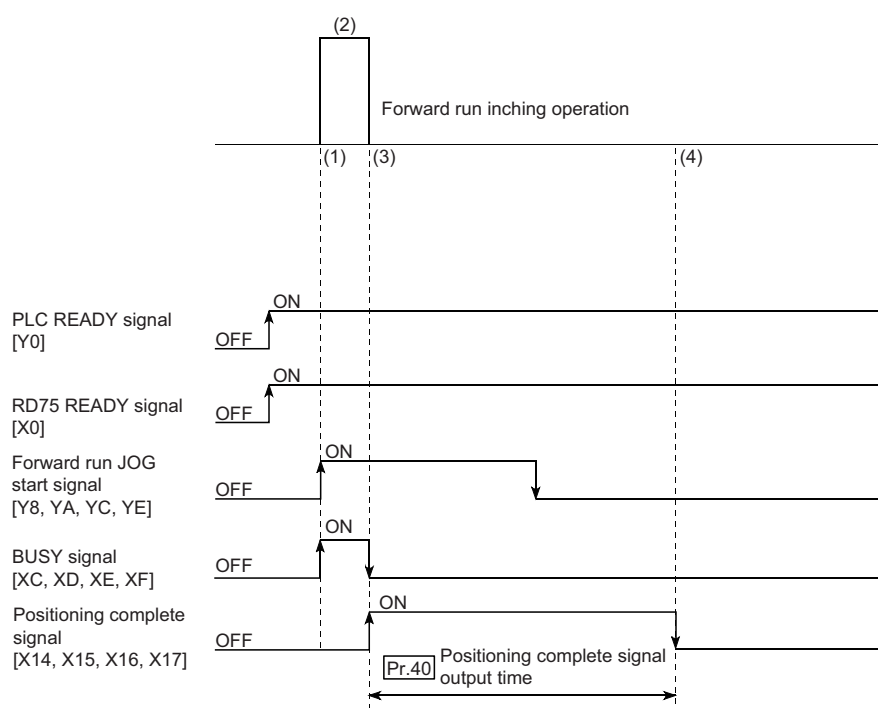 (2)
Forward run inching operation
(1)
(3)
(4)
ON
PLC READY signal
[Y0]
OFF
ON
RD75 READY signal
[X0]
OFF
ON
Forward run JOG
start signal
[Y8, YA, YC, YE]
OFF
ON
BUSY signal
[XC, XD, XE, XF]
OFF
ON
Positioning complete
signal
[X14, X15, X16, X17]
OFF
Pr.40 Positioning complete signal
output time